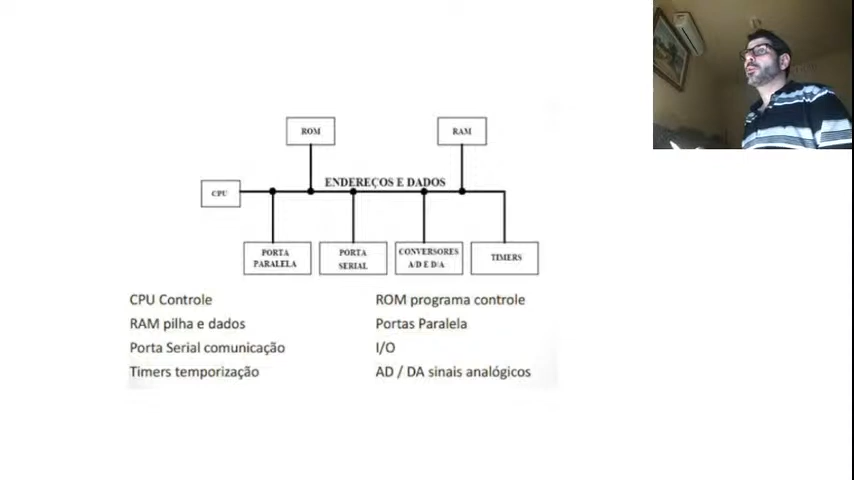 ROM
RAM
ENDEREÇOS E DADOS
CPU
PORTA
PARALELA
PORTA
SERIAL
CONVERSORES
A/D E D/A
TIMERS
CPU Controle
ROM programa controle
RAM pilha e dados
Portas Paralela
Porta Serial comunicação
I/O
Timers temporização
AD / DA sinais analógicos